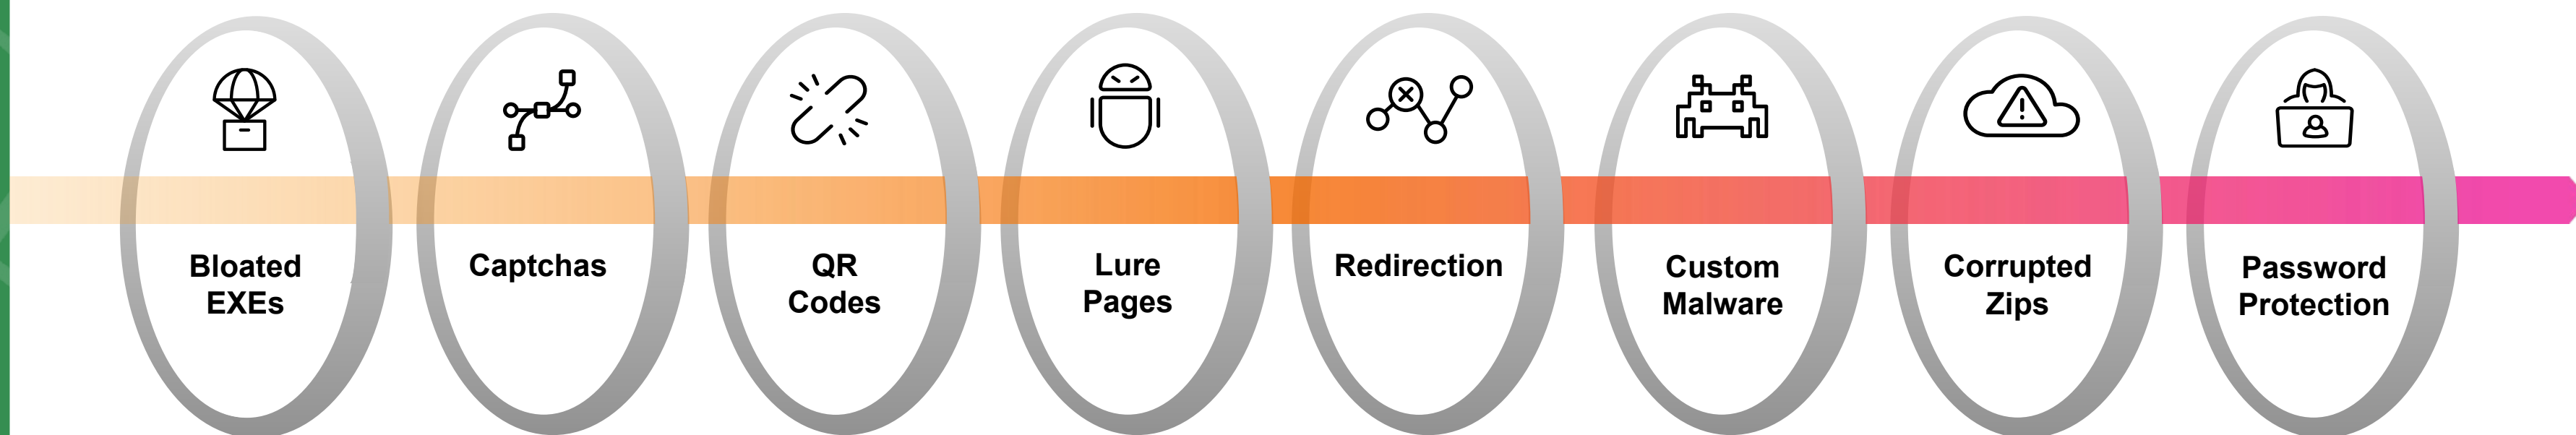 Bloated
EXEs
Captchas
QR
Codes
Lure
Pages
Redirection
Custom
Malware
Corrupted
Zips
Password
Protection